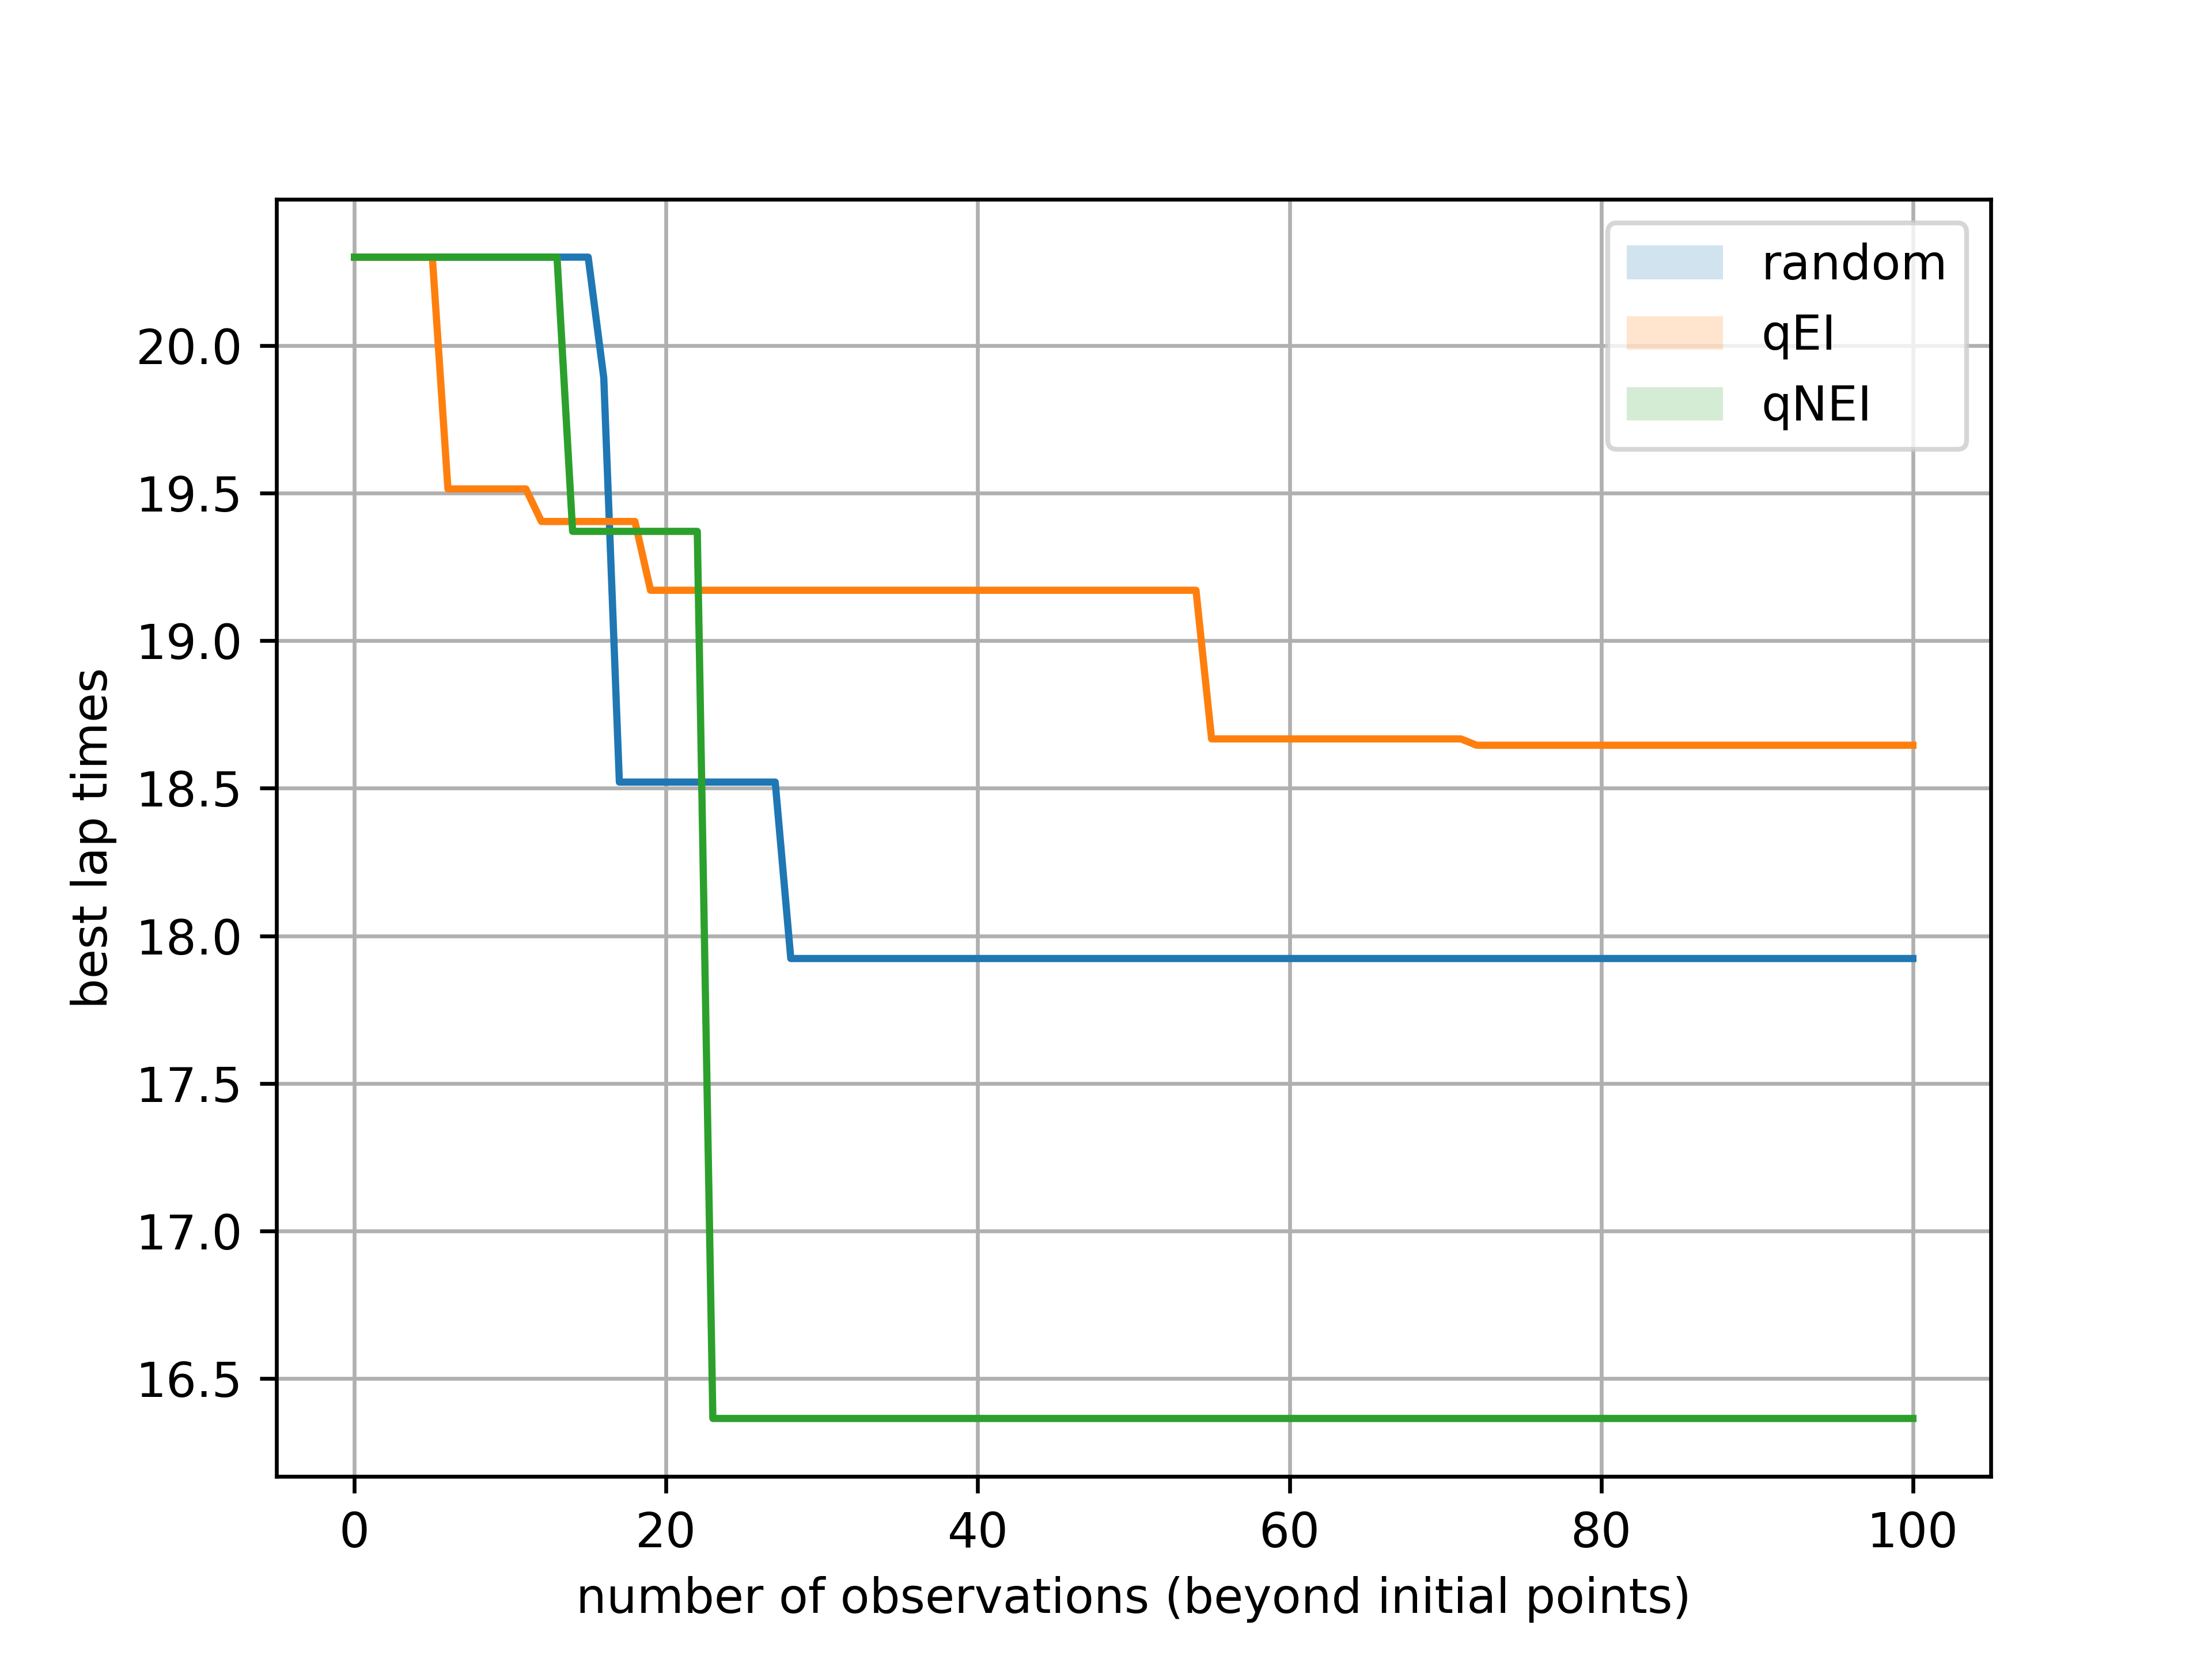 random
qEI
qNEI
20.0
19.5
19.0
18.5
18.0
17.5
17.0
16.5
best lap times
0 20 40 60 80 100
number of observations (beyond initial points)